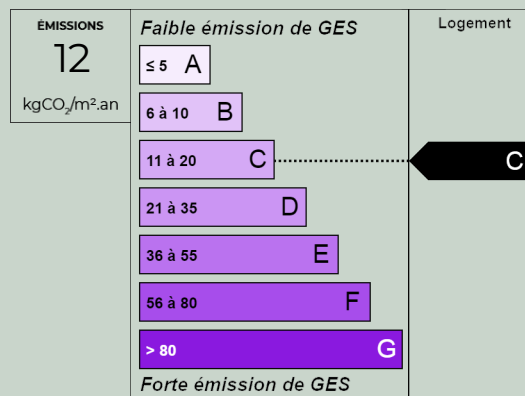 ÉMISSIONS
12
kgCO₂/m².an
Faible émission de GES
≤ 5 A
6 à 10 B
11 à 20 C
21 à 35 D
36 à 55 E
56 à 80 F
> 80 G
Forte émission de GES
Logement
C